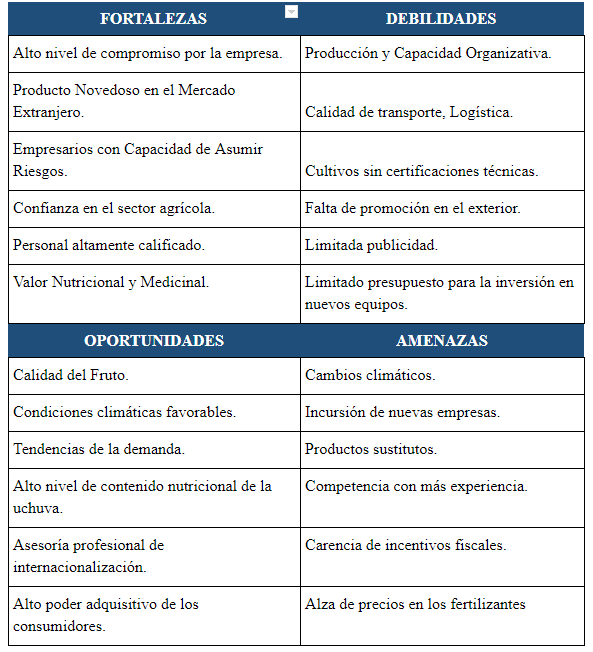 FORTALEZAS
DEBILIDADES
Alto nivel de compromiso por la empresa.
Producción y Capacidad Organizativa.
Producto Novedoso en el Mercado
Extranjero.
Calidad de transporte, Logística.
Empresarios con Capacidad de Asumir
Riesgos.
Cultivos sin certificaciones técnicas.
Confianza en el sector agrícola.
Falta de promoción en el exterior.
Personal altamente calificado.
Limitada publicidad.
Valor Nutricional y Medicinal.
Limitado presupuesto para la inversión en
nuevos equipos.
OPORTUNIDADES
AMENAZAS
Calidad del Fruto.
Cambios climáticos.
Condiciones climáticas favorables.
Incursión de nuevas empresas.
Tendencias de la demanda.
Productos sustitutos.
Alto nivel de contenido nutricional de la
uchuva.
Competencia con más experiencia.
Asesoría profesional de
internacionalización.
Carencia de incentivos fiscales.
Alto poder adquisitivo de los
consumidores.
Alza de precios en los fertilizantes